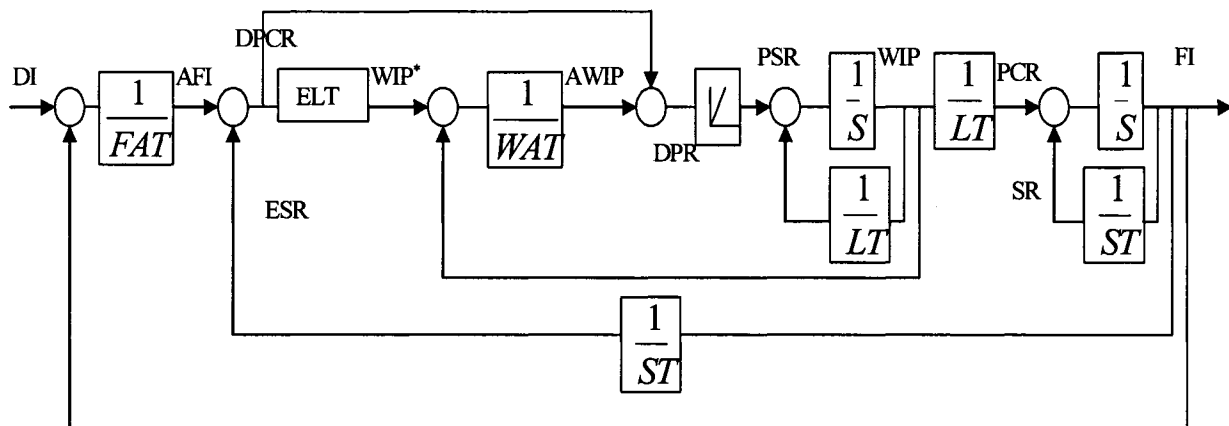 DPCR
DI
AFI
WIP*
AWIP
PSR
WIP
PCR
FI
1
FAT
ELT
1
WAT
DPR
1
S
1
LT
1
S
1
LT
SR
1
ST
ESR
1
ST